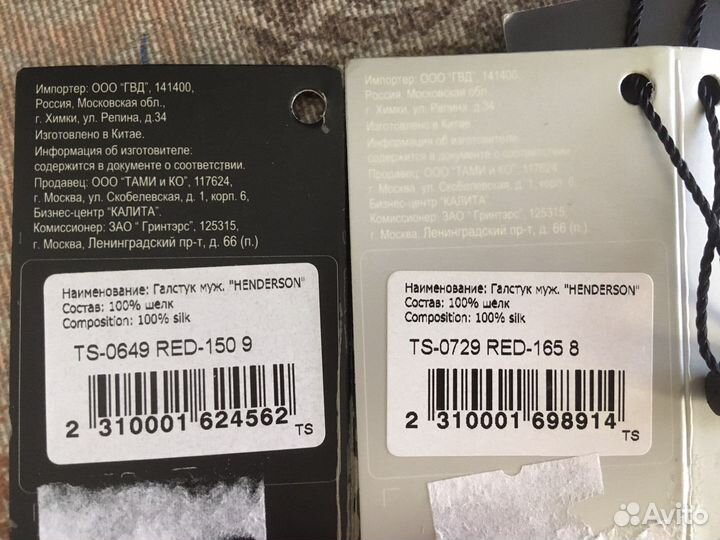 Импортер: ООО "ГВД", 141400,
Россия, Московская обл.,
г. Химки, ул. Репина, д.34
Изготовлено в Китае.
Информация об изготовителе:
содержится в документе о соответствии.
Продавец: ООО "ТАМИ и КО", 117624,
г. Москва, ул. Скобелевская, д. 1, корп. 6,
Бизнес-центр "КАЛИТА".
Комиссионер: ЗАО " Гринтэрс", 125315,
г. Москва, Ленинградский пр-т, д. 66 (п.)
Наименование: Галстук муж. "HENDERSON"
Состав: 100% шелк
Composition: 100% silk
TS-0649 RED-150 9
2 310001 624562
TS
Импортер: ООО "ГВД", 141400,
Россия, Московская обл.,
г. Химки, ул. Репина, д.34
Изготовлено в Китае.
Информация об изготовителе:
содержится в документе о соответствии.
Продавец: ООО "ТАМИ и КО", 117624,
г. Москва, ул. Скобелевская, д. 1, корп. 6,
Бизнес-центр "КАЛИТА".
Комиссионер: ЗАО " Гринтэрс", 125315,
г. Москва, Ленинградский пр-т, д. 66 (п.)
Наименование: Галстук муж. "HENDERSON"
Состав: 100% шелк
Composition: 100% silk
TS-0729 RED-165 8
2 310001 698914
TS
Avito